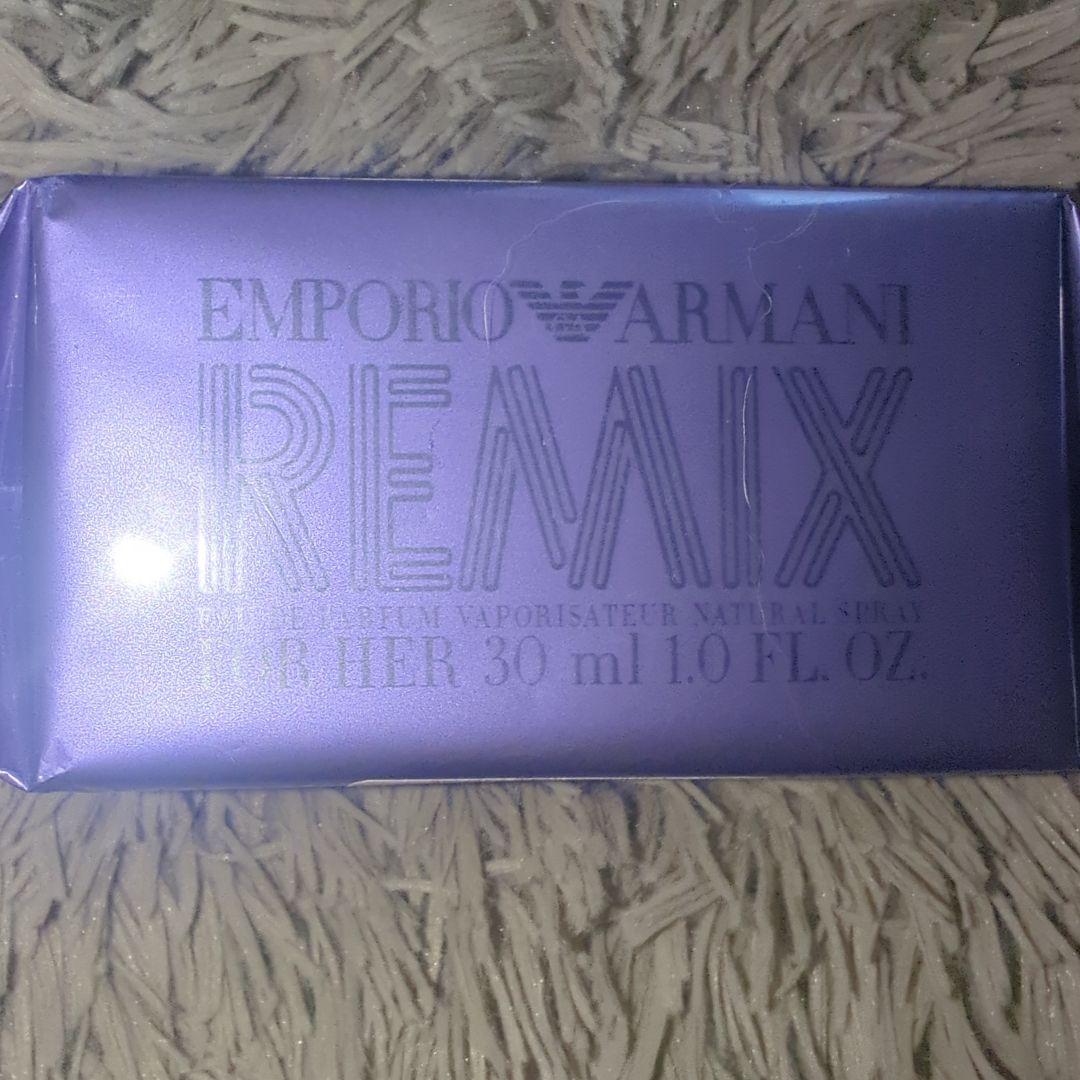 EMPORIO ARMANI
REMIX
EAU DE PARFUM VAPORISATEUR NATURAL SPRAY
FOR HER 30 ml 1.0 FL. OZ.